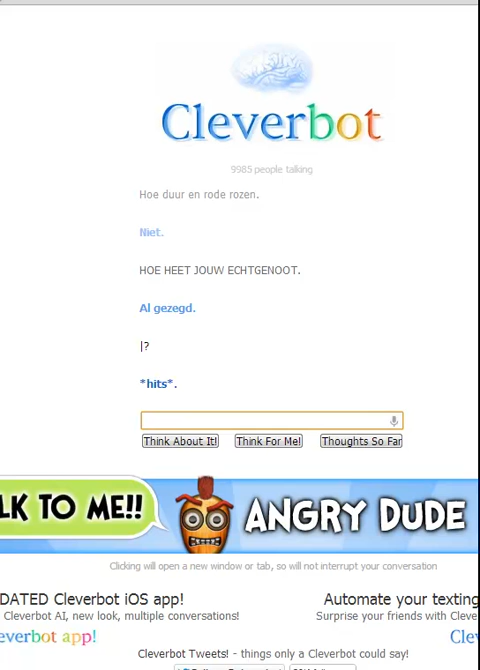 Cleverbot
9985 people talking
Hoe duur en rode rozen.
Niet.
HOE HEET JOUW ECHTGENOOT.
Al gezegd.
|?
*hits*.
Think About It! Think For Me! Thoughts So Far
LK TO ME!! ANGRY DUDE
Clicking will open a new window or tab, so will not interrupt your conversation
DATED Cleverbot iOS app! Automate your texting
Cleverbot AI, new look, multiple conversations! Surprise your friends with Cleve
everbot app! Cle
Cleverbot Tweets! - things only a Cleverbot could say!